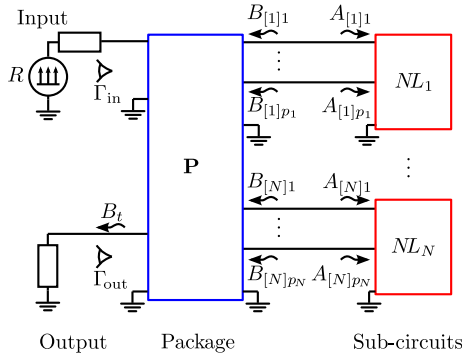 Input
B[1]1 A[1]1
R
Γin
NL1
B[1]p1 A[1]p1
P
B[N]1 A[N]1
Bt
Γout
NLN
B[N]pN A[N]pN
Output Package Sub-circuits